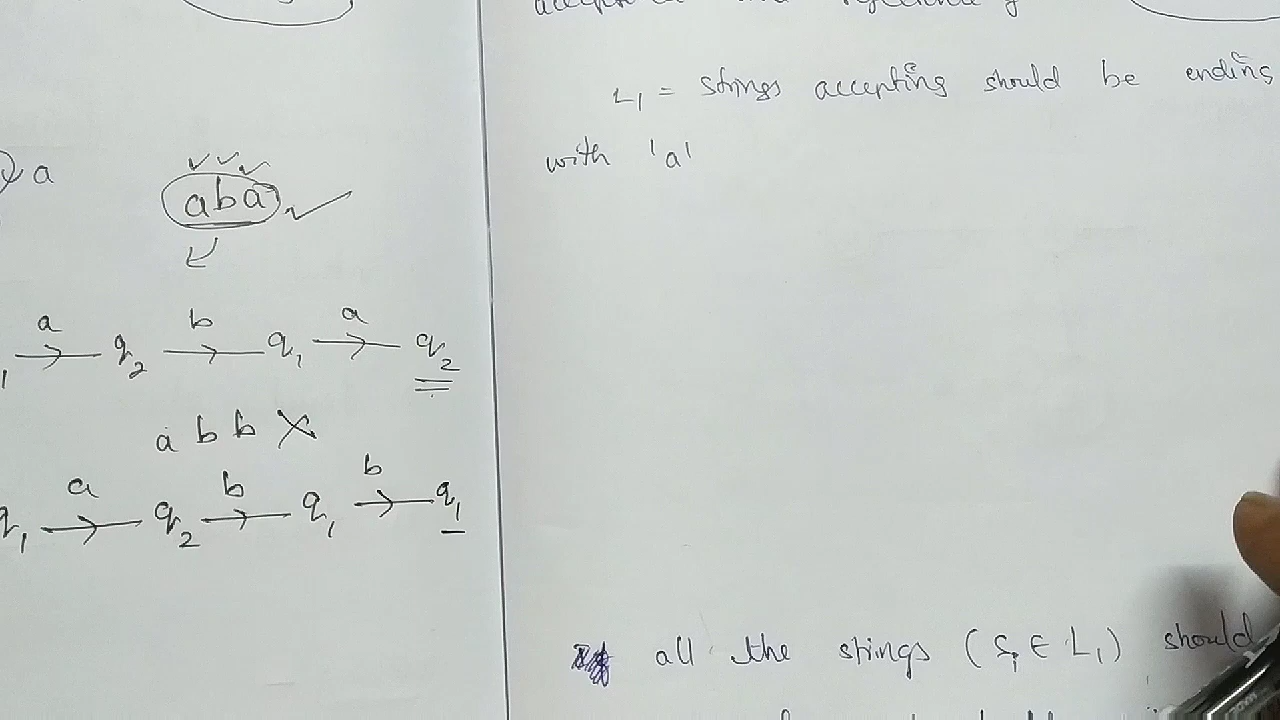 a
aba
a b a
q2 q1 q2
a b b
a b b
q1 q2 q1 q1
L1 = strings accepting should be ending
with 'a'
all the strings (Si ∈ L1) should